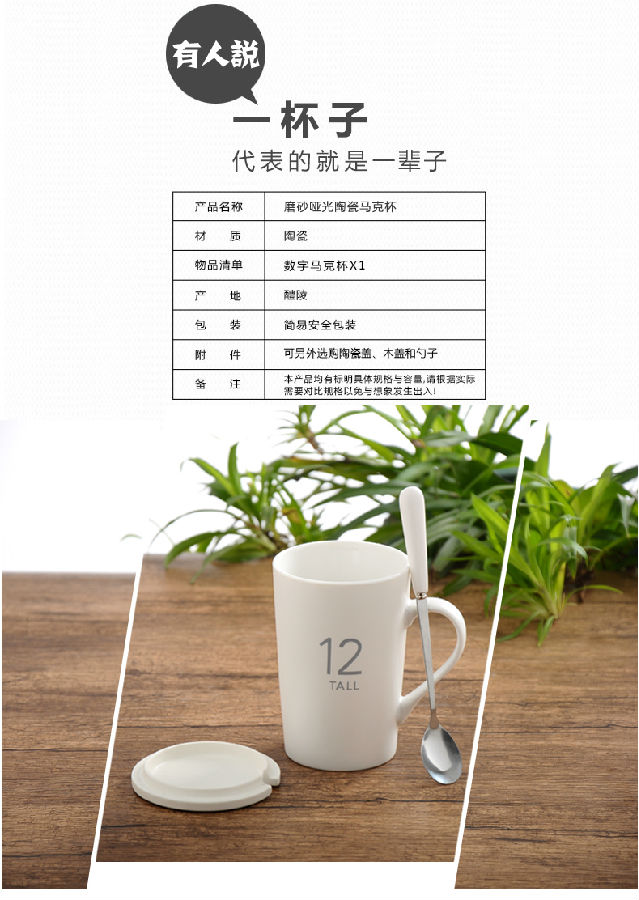 有人説
一杯子
代表的就是一辈子
产品名称 磨砂哑光陶瓷马克杯
材 质 陶瓷
物品清单 数字马克杯X1
产 地 醴陵
包 装 简易安全包装
附 件 可另外选购陶瓷盖、木盖和勺子
备 注 本产品均有标明具体规格与容量,请根据实际
需要对比规格以免与想象发生出入!
12
TALL